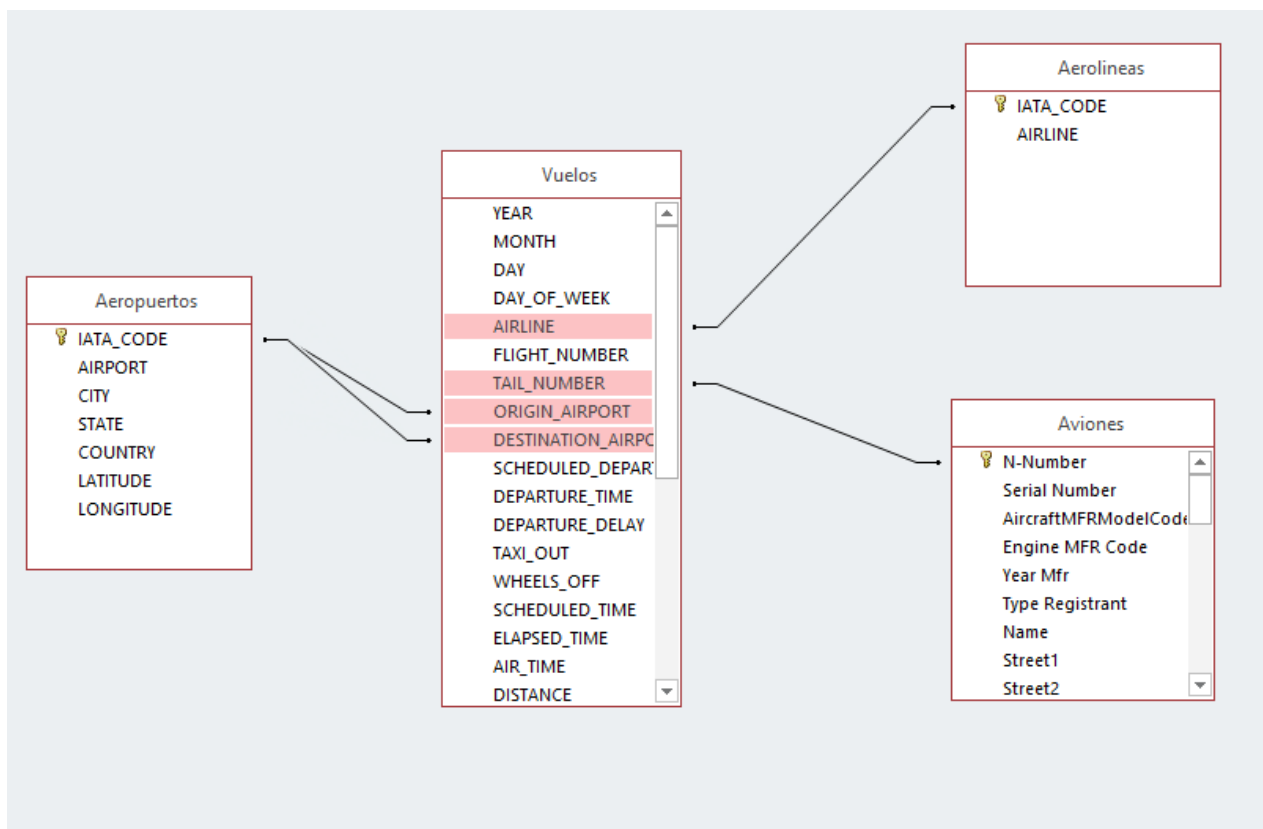 Aeropuertos
IATA_CODE
AIRPORT
CITY
STATE
COUNTRY
LATITUDE
LONGITUDE
Vuelos
YEAR
MONTH
DAY
DAY_OF_WEEK
AIRLINE
FLIGHT_NUMBER
TAIL_NUMBER
ORIGIN_AIRPORT
DESTINATION_AIRPC
SCHEDULED_DEPAR
DEPARTURE_TIME
DEPARTURE_DELAY
TAXI_OUT
WHEELS_OFF
SCHEDULED_TIME
ELAPSED_TIME
AIR_TIME
DISTANCE
Aerolineas
IATA_CODE
AIRLINE
Aviones
N-Number
Serial Number
AircraftMFRModelCode
Engine MFR Code
Year Mfr
Type Registrant
Name
Street1
Street2